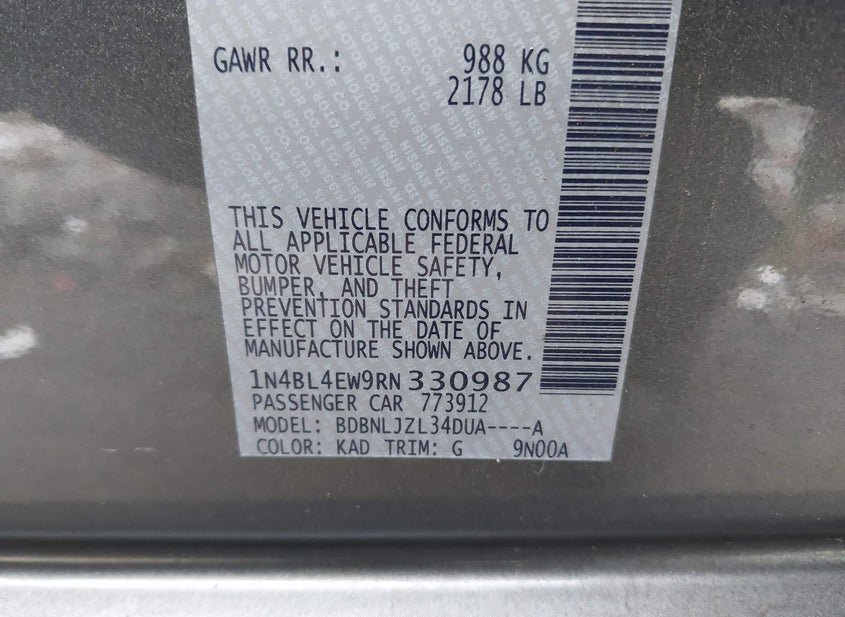 GAWR RR.: 988 KG
2178 LB
THIS VEHICLE CONFORMS TO
ALL APPLICABLE FEDERAL
MOTOR VEHICLE SAFETY,
BUMPER, AND THEFT
PREVENTION STANDARDS IN
EFFECT ON THE DATE OF
MANUFACTURE SHOWN ABOVE.
1N4BL4EW9RN330987
PASSENGER CAR 773912
MODEL: BDBNLJZL34DUA----A
COLOR: KAD TRIM: G 9N00A